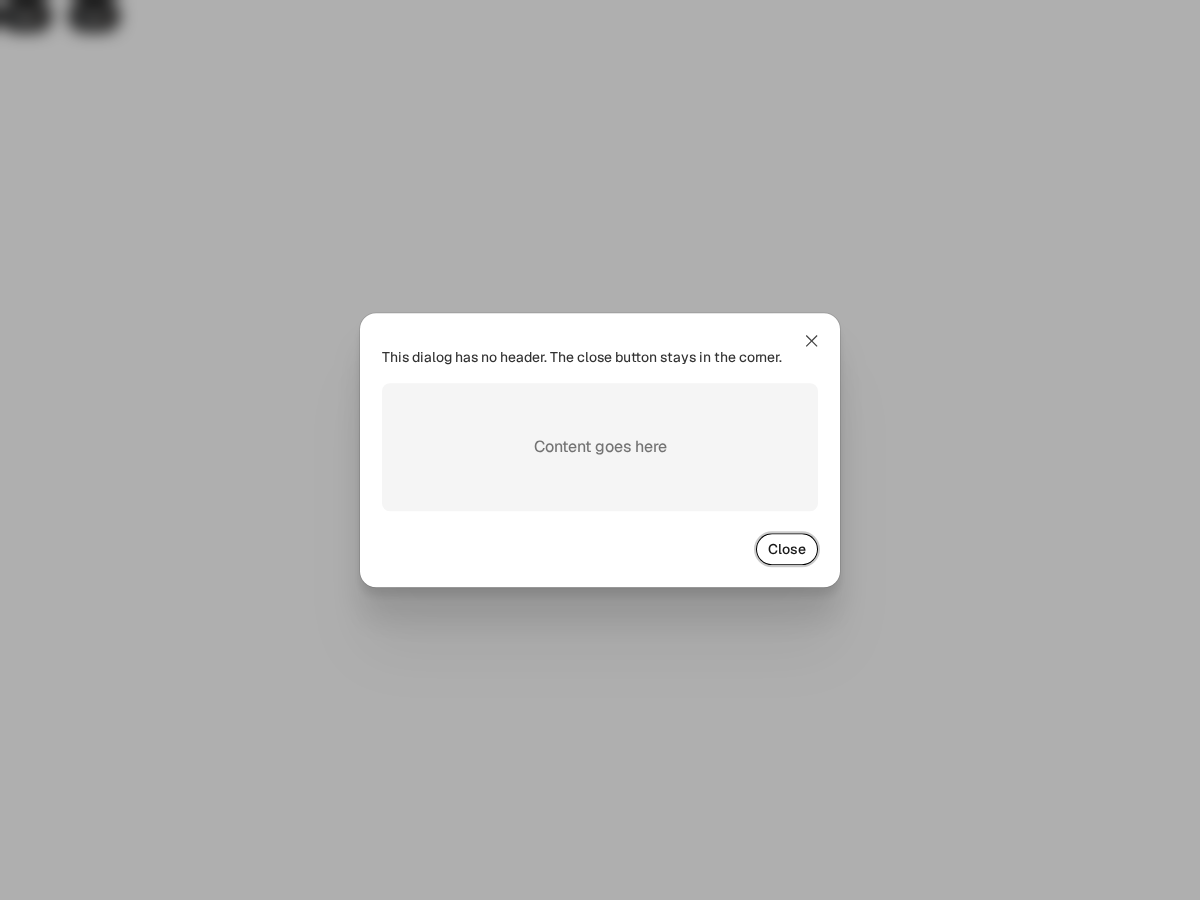 This dialog has no header. The close button stays in the corner.
Content goes here
Close